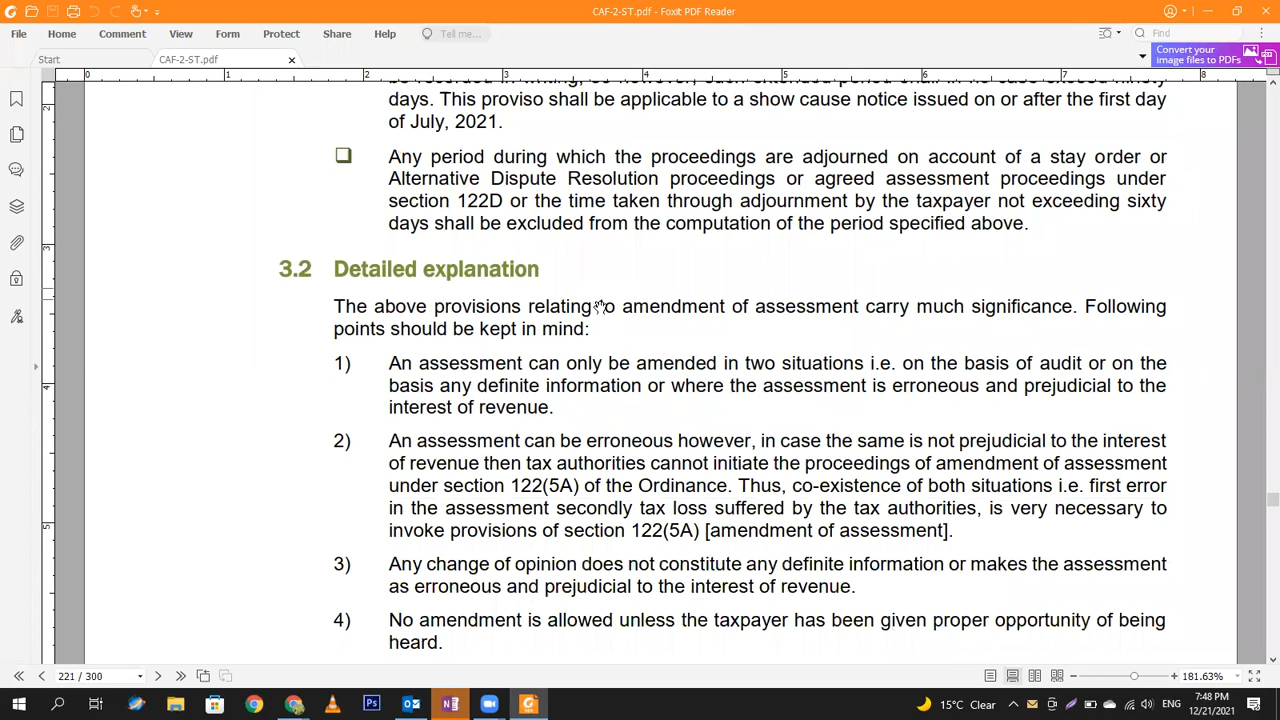 CAF-2-ST.pdf - Foxit PDF Reader
File Home Comment View Form Protect Share Help Tell me... Find
Start CAF-2-ST.pdf
Convert your
image files to PDFs
0 1 2 3 4 5 6 7 8
days. This proviso shall be applicable to a show cause notice issued on or after the first day
of July, 2021.
❑ Any period during which the proceedings are adjourned on account of a stay order or
Alternative Dispute Resolution proceedings or agreed assessment proceedings under
section 122D or the time taken through adjournment by the taxpayer not exceeding sixty
days shall be excluded from the computation of the period specified above.
3.2 Detailed explanation
The above provisions relating to amendment of assessment carry much significance. Following
points should be kept in mind:
1) An assessment can only be amended in two situations i.e. on the basis of audit or on the
basis any definite information or where the assessment is erroneous and prejudicial to the
interest of revenue.
2) An assessment can be erroneous however, in case the same is not prejudicial to the interest
of revenue then tax authorities cannot initiate the proceedings of amendment of assessment
under section 122(5A) of the Ordinance. Thus, co-existence of both situations i.e. first error
in the assessment secondly tax loss suffered by the tax authorities, is very necessary to
invoke provisions of section 122(5A) [amendment of assessment].
3) Any change of opinion does not constitute any definite information or makes the assessment
as erroneous and prejudicial to the interest of revenue.
4) No amendment is allowed unless the taxpayer has been given proper opportunity of being
heard.
221 / 300 181.63%
15°C Clear ENG 7:48 PM
12/21/2021